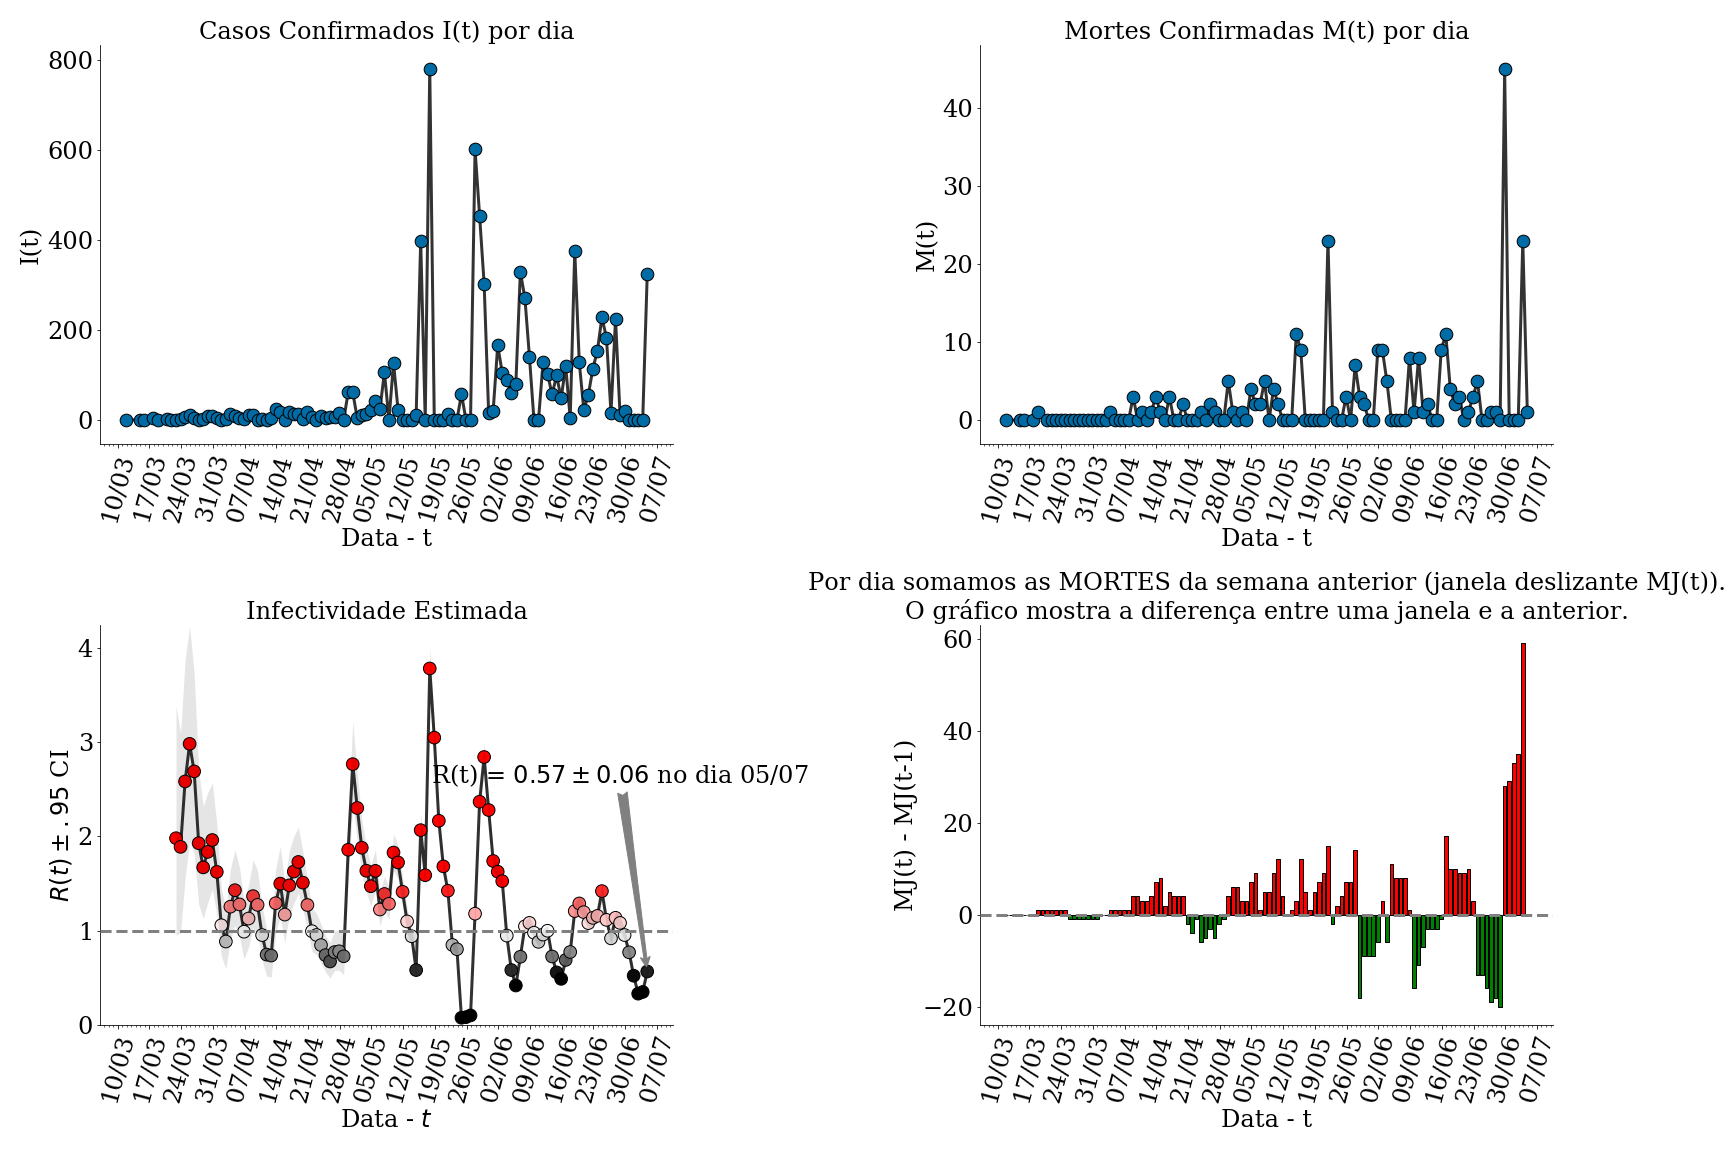 Casos Confirmados I(t) por dia
800
600
400
200
0
I(t)
10/03 17/03 24/03 31/03 07/04 14/04 21/04 28/04 05/05 12/05 19/05 26/05 02/06 09/06 16/06 23/06 30/06 07/07
Data - t
Mortes Confirmadas M(t) por dia
40
30
20
10
0
M(t)
10/03 17/03 24/03 31/03 07/04 14/04 21/04 28/04 05/05 12/05 19/05 26/05 02/06 09/06 16/06 23/06 30/06 07/07
Data - t
Infectividade Estimada
4
3
2
1
0
R(t) ± .95 CI
R(t) = 0.57 ± 0.06 no dia 05/07
10/03 17/03 24/03 31/03 07/04 14/04 21/04 28/04 05/05 12/05 19/05 26/05 02/06 09/06 16/06 23/06 30/06 07/07
Data - t
Por dia somamos as MORTES da semana anterior (janela deslizante MJ(t)).
O gráfico mostra a diferença entre uma janela e a anterior.
60
40
20
0
−20
MJ(t) - MJ(t-1)
10/03 17/03 24/03 31/03 07/04 14/04 21/04 28/04 05/05 12/05 19/05 26/05 02/06 09/06 16/06 23/06 30/06 07/07
Data - t